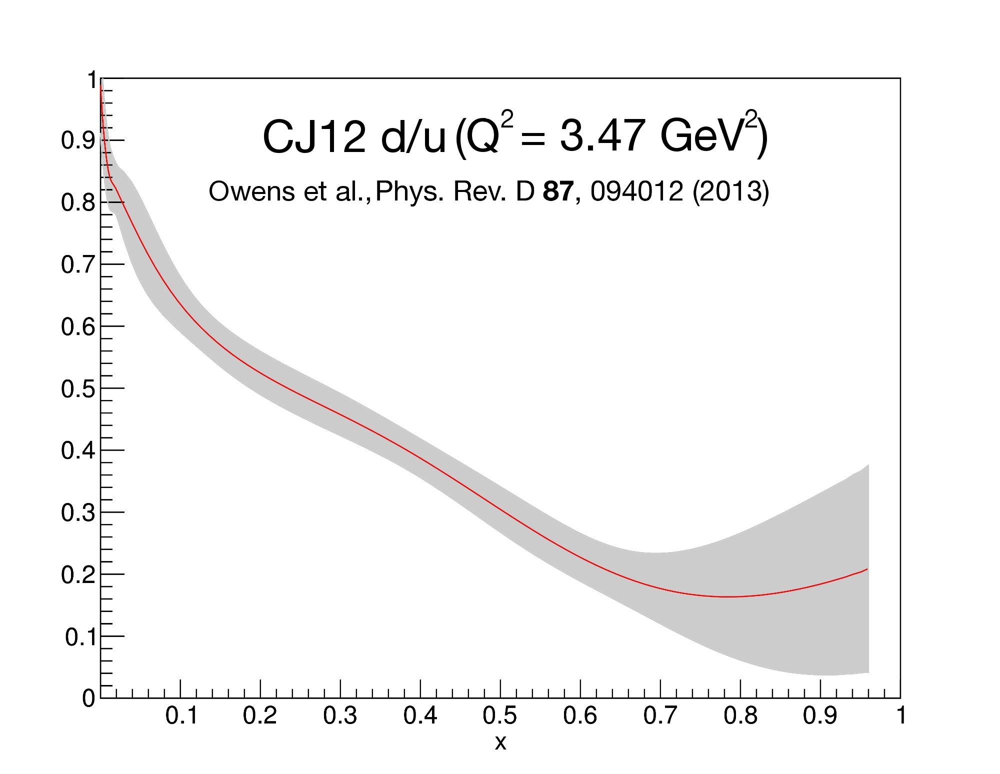 CJ12 d/u (Q² = 3.47 GeV²)
Owens et al., Phys. Rev. D 87, 094012 (2013)
1
0.9
0.8
0.7
0.6
0.5
0.4
0.3
0.2
0.1
0
0.1 0.2 0.3 0.4 0.5 0.6 0.7 0.8 0.9 1
x